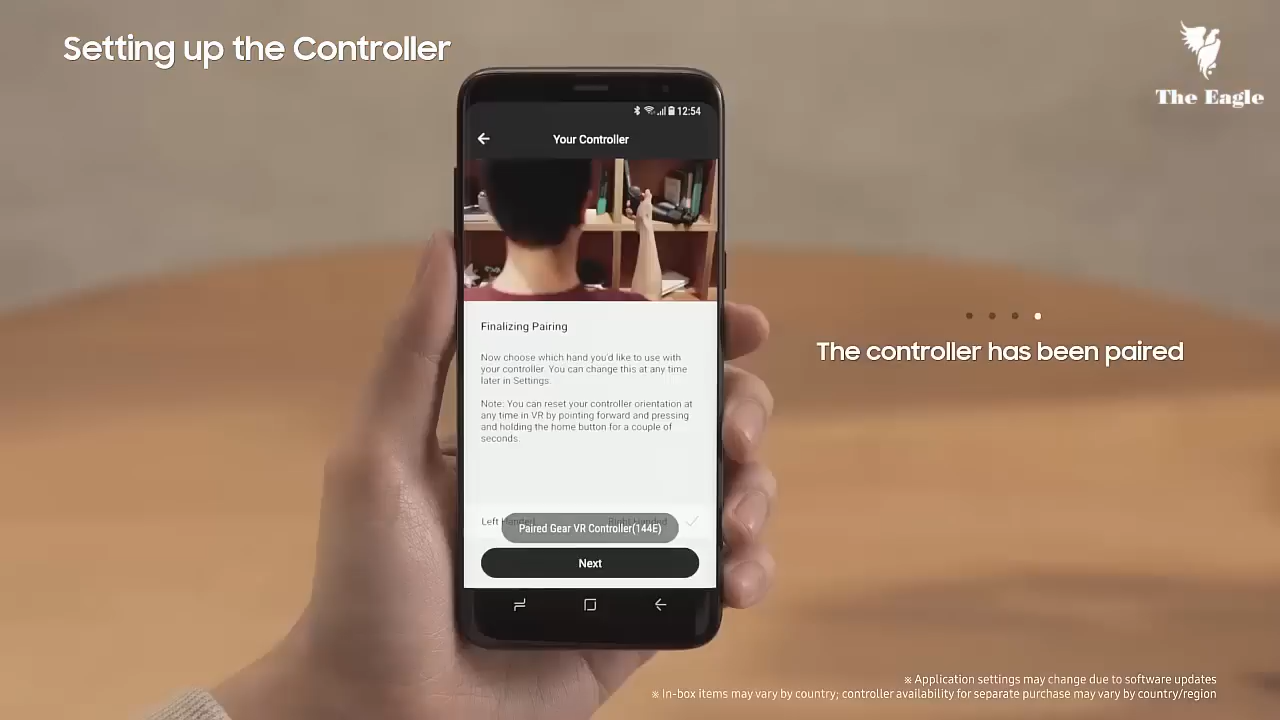 Setting up the Controller
The Eagle
12:54
Your Controller
Finalizing Pairing
Now choose which hand you'd like to use with
your controller. You can change this at any time
later in Settings.
Note: You can reset your controller orientation at
any time in VR by pointing forward and pressing
and holding the home button for a couple of
seconds.
Left Handed Right Handed
Paired Gear VR Controller(144E)
Next
The controller has been paired
※ Application settings may change due to software updates
※ In-box items may vary by country; controller availability for separate purchase may vary by country/region